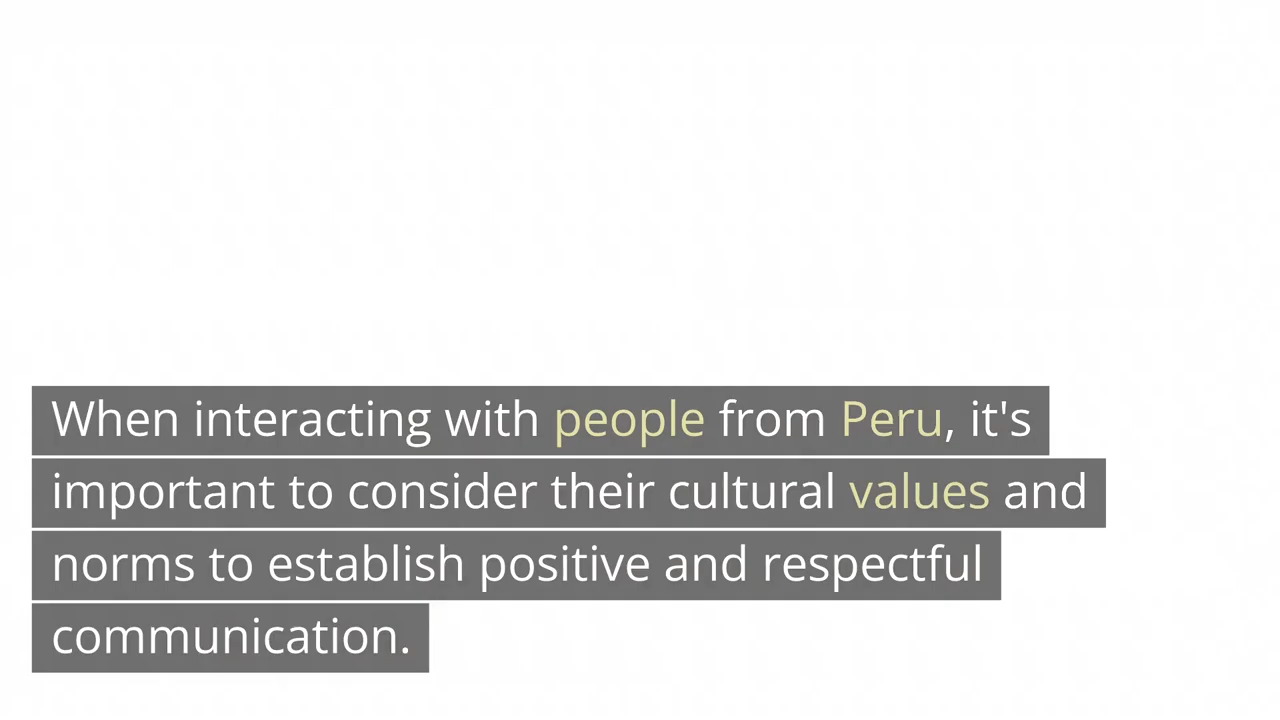 When interacting with people from Peru, it's
important to consider their cultural values and
norms to establish positive and respectful
communication.